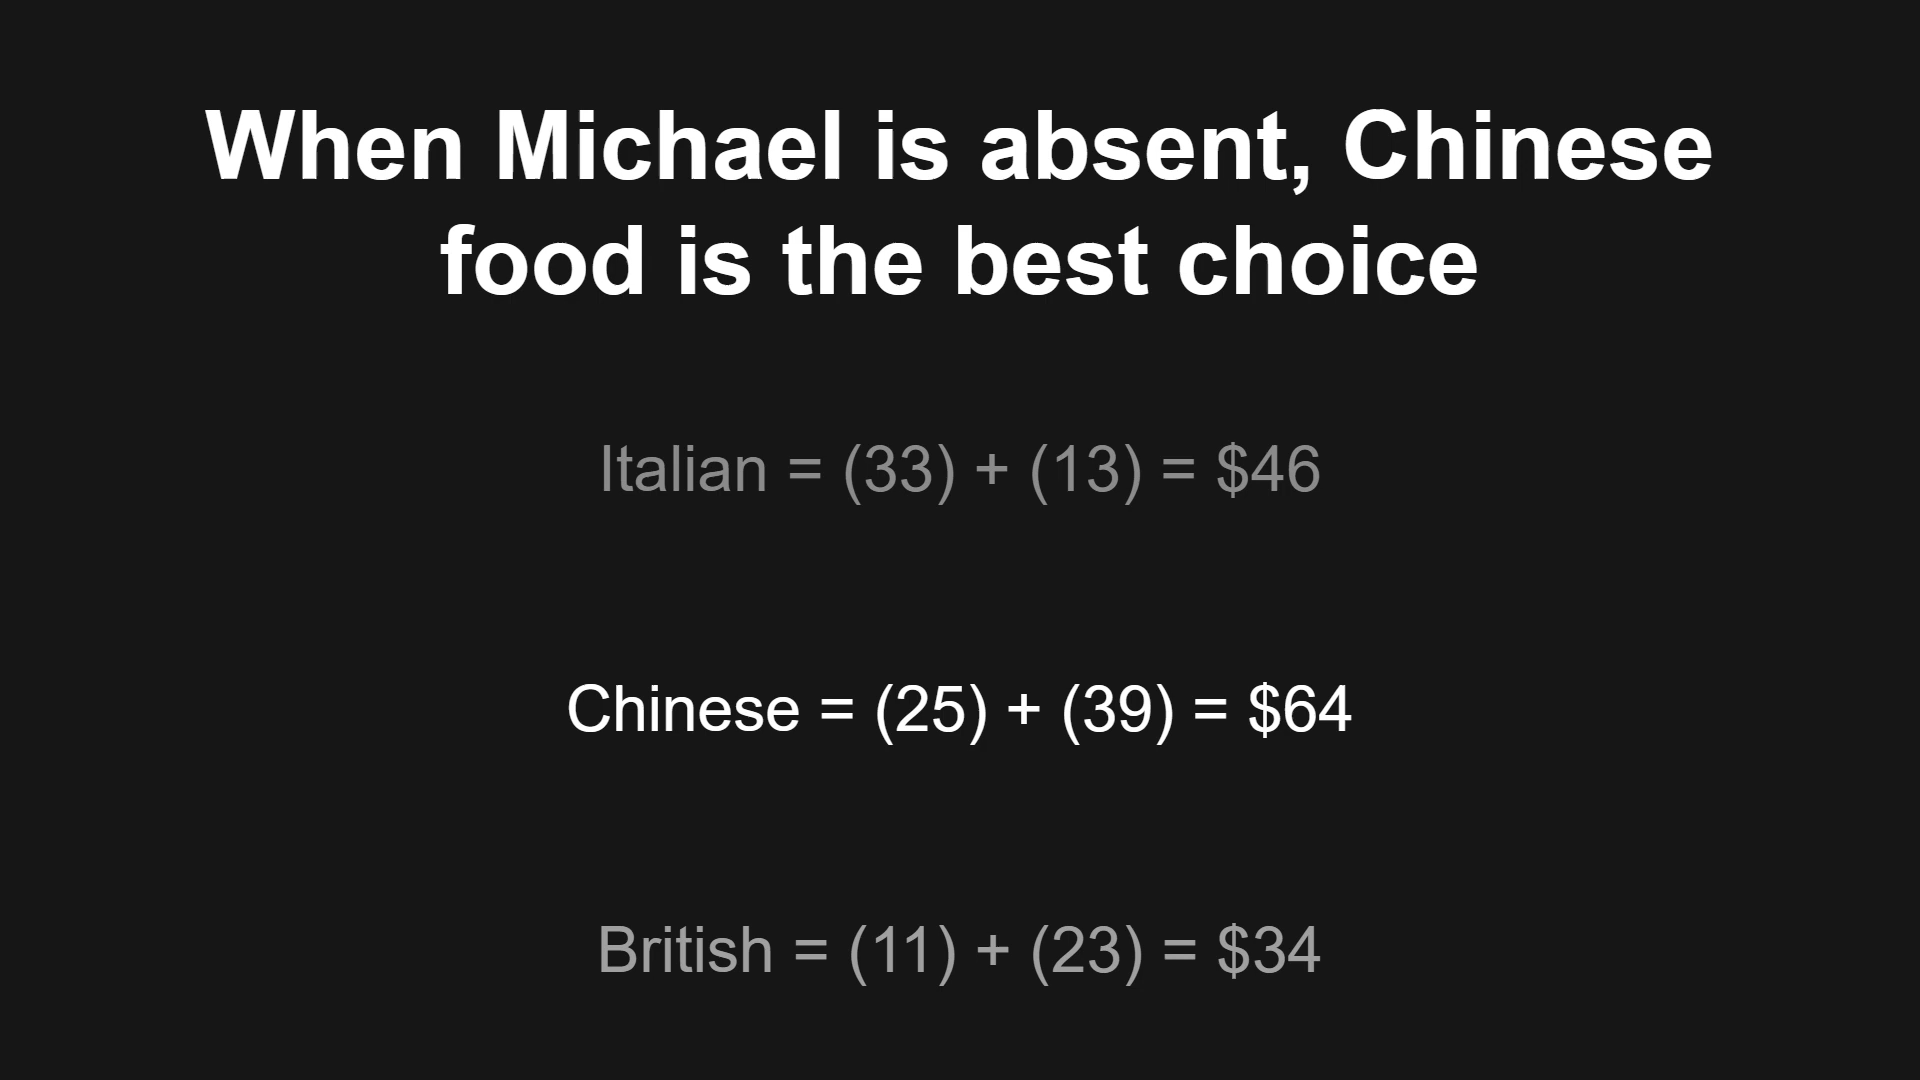 When Michael is absent, Chinese
food is the best choice
Italian = (33) + (13) = $46
Chinese = (25) + (39) = $64
British = (11) + (23) = $34